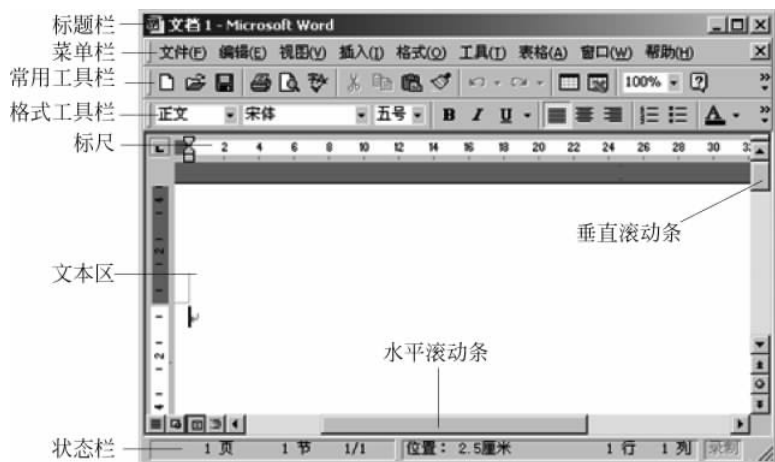 标题栏 文档 1 - Microsoft Word
菜单栏 文件(F) 编辑(E) 视图(V) 插入(I) 格式(O) 工具(T) 表格(A) 窗口(W) 帮助(H)
常用工具栏 100%
格式工具栏 正文 宋体 五号 B I U A
标尺 2 4 6 8 10 12 14 16 18 20 22 24 26 28 30
垂直滚动条
文本区
水平滚动条
状态栏 1 页 1 节 1/1 位置: 2.5厘米 1 行 1 列 录制